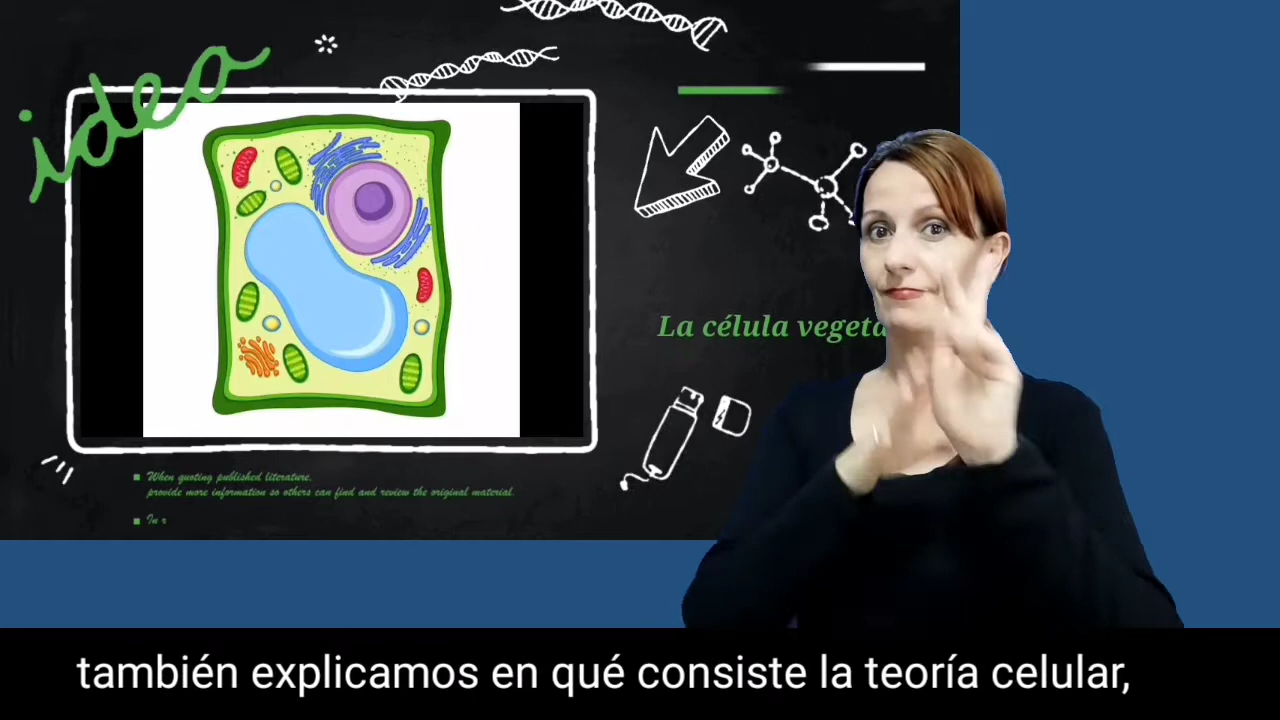 idea
La célula vegeta
When quoting published literature,
provide more information so others can find and review the original material.
In
también explicamos en qué consiste la teoría celular,